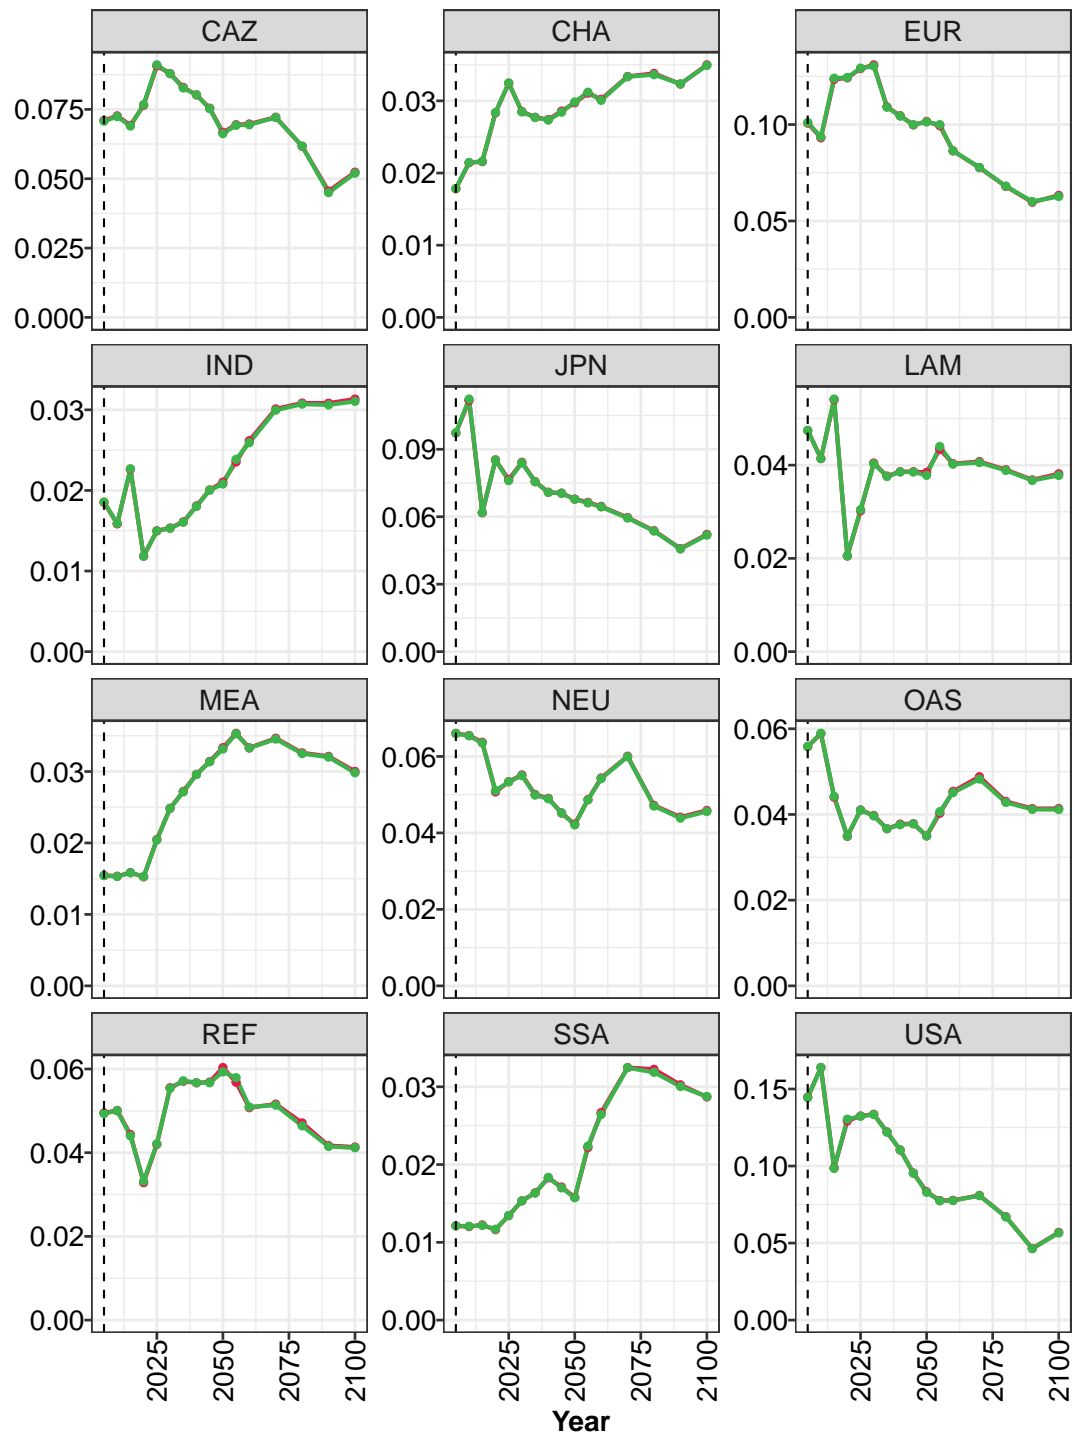 CAZ CHA EUR
0.075 0.03 0.10
0.050 0.02 0.05
0.025 0.01
0.000 0.00 0.00
IND JPN LAM
0.03 0.09 0.04
0.02 0.06 0.02
0.01 0.03
0.00 0.00 0.00
MEA NEU OAS
0.03 0.06 0.06
0.02 0.04 0.04
0.01 0.02 0.02
0.00 0.00 0.00
REF SSA USA
0.06 0.03 0.15
0.04 0.02 0.10
0.02 0.01 0.05
0.00 0.00 0.00
2025 2050 2075 2100 2025 2050 2075 2100 2025 2050 2075 2100
Year